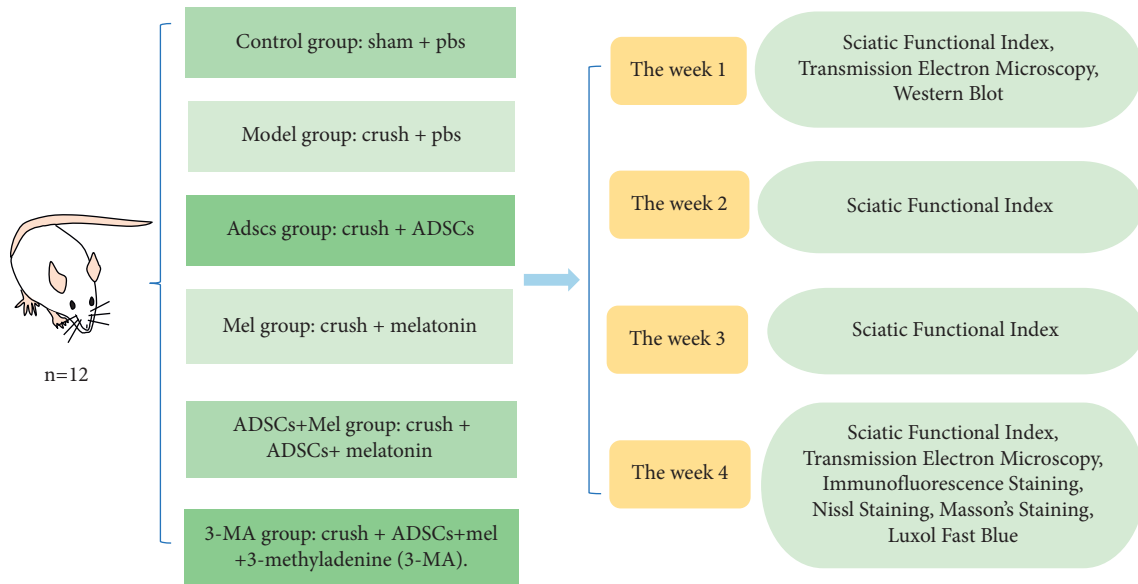 n=12
Control group: sham + pbs
Model group: crush + pbs
Adscs group: crush + ADSCs
Mel group: crush + melatonin
ADSCs+Mel group: crush +
ADSCs+ melatonin
3-MA group: crush + ADSCs+mel
+3-methyladenine (3-MA).
The week 1
Sciatic Functional Index,
Transmission Electron Microscopy,
Western Blot
The week 2
Sciatic Functional Index
The week 3
Sciatic Functional Index
The week 4
Sciatic Functional Index,
Transmission Electron Microscopy,
Immunofluorescence Staining,
Nissl Staining, Masson's Staining,
Luxol Fast Blue